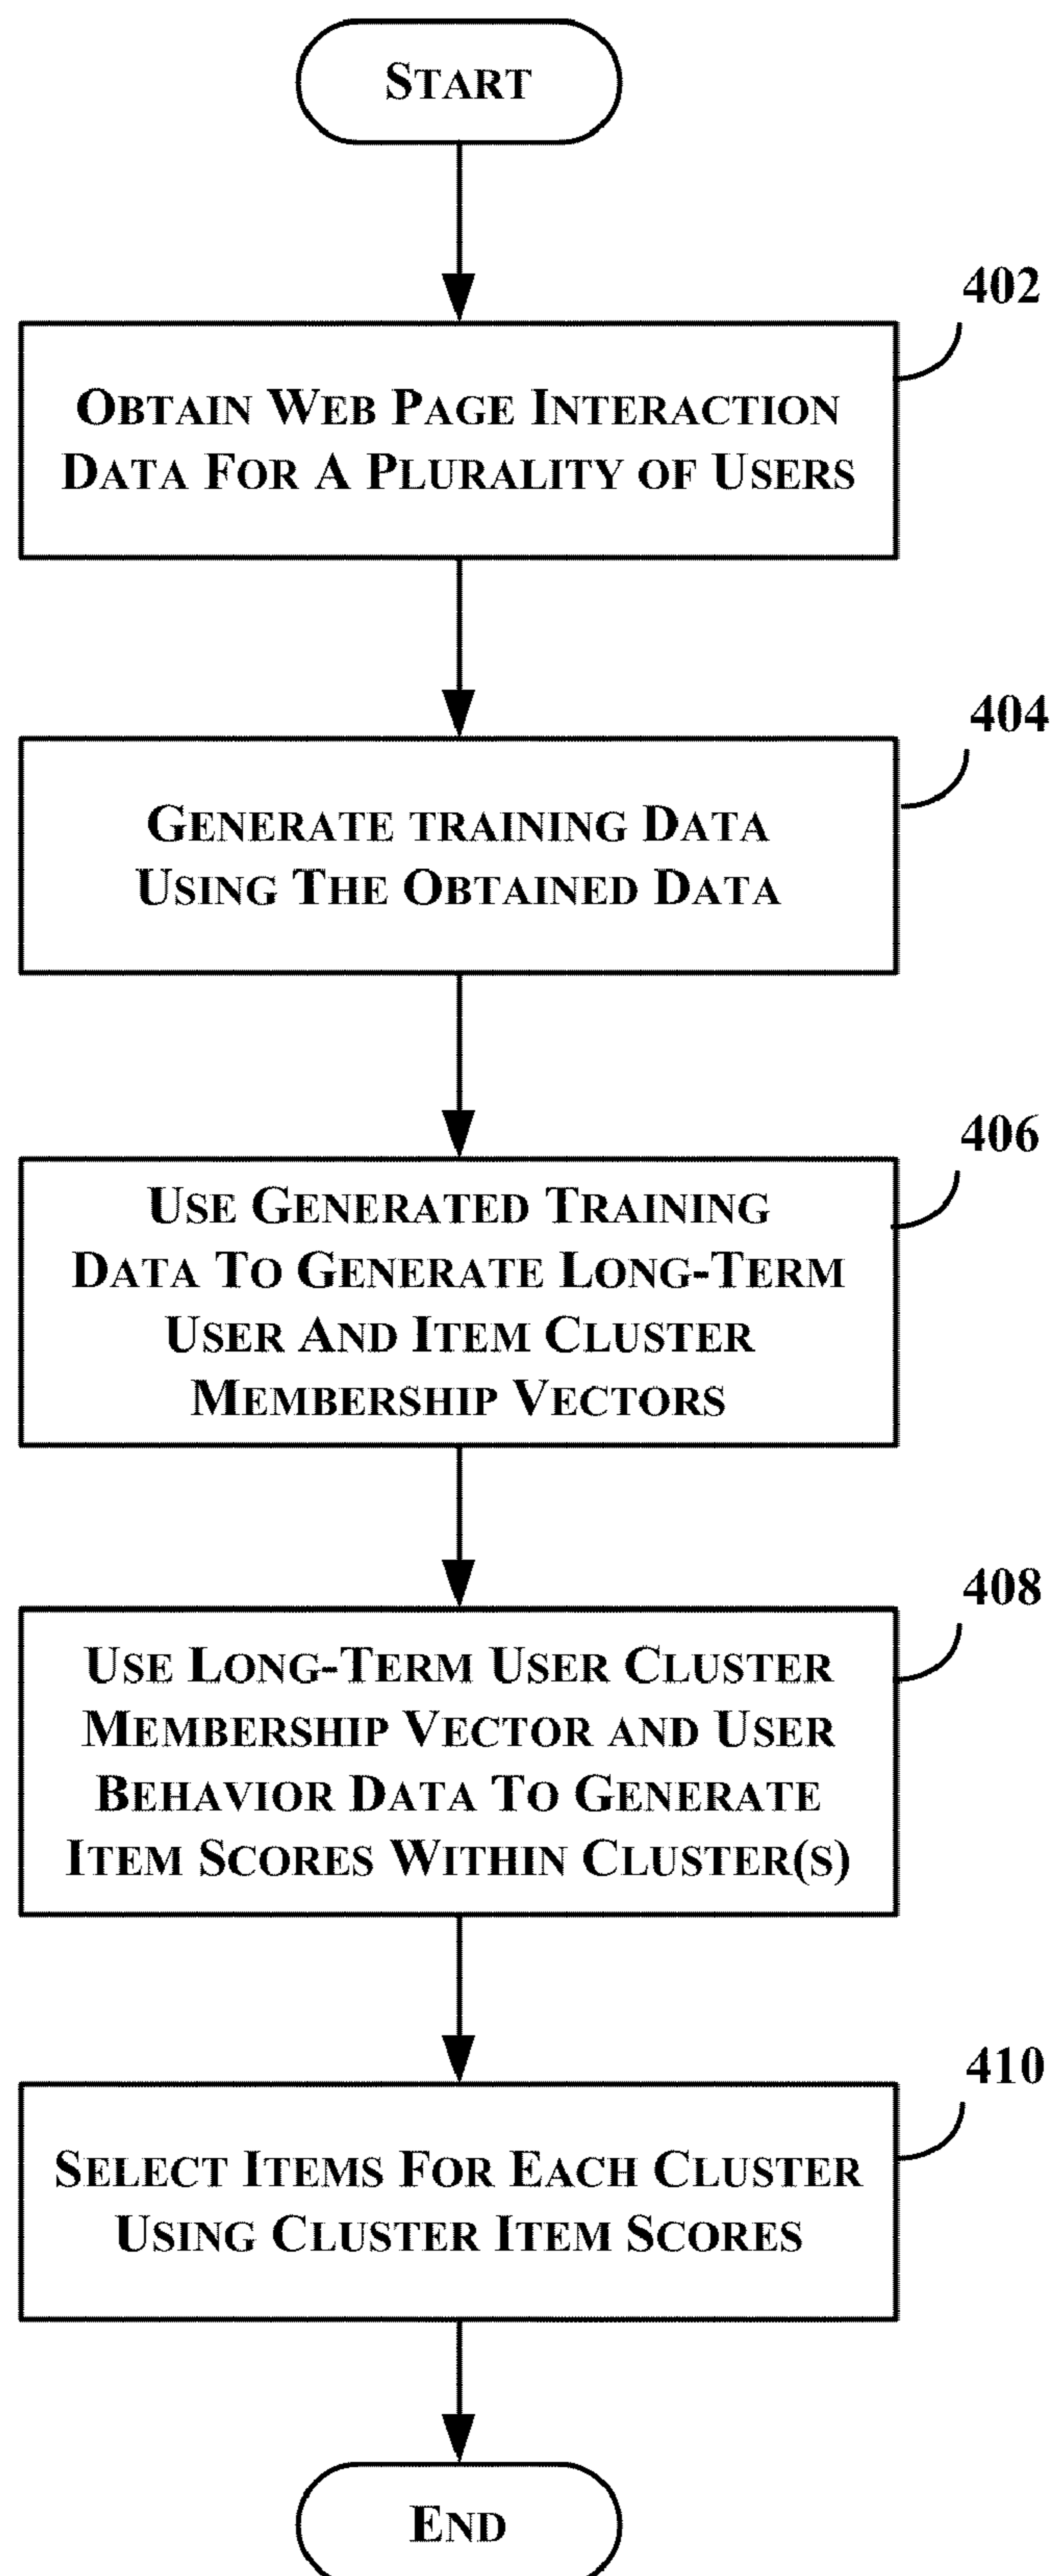 START
402
OBTAIN WEB PAGE INTERACTION
DATA FOR A PLURALITY OF USERS
404
GENERATE TRAINING DATA
USING THE OBTAINED DATA
406
USE GENERATED TRAINING
DATA TO GENERATE LONG-TERM
USER AND ITEM CLUSTER
MEMBERSHIP VECTORS
408
USE LONG-TERM USER CLUSTER
MEMBERSHIP VECTOR AND USER
BEHAVIOR DATA TO GENERATE
ITEM SCORES WITHIN CLUSTER(S)
410
SELECT ITEMS FOR EACH CLUSTER
USING CLUSTER ITEM SCORES
END